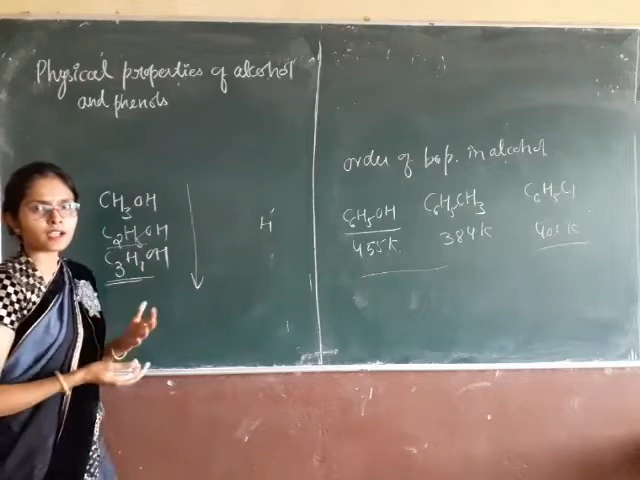 Physical properties of alcohol
and phenols
CH3OH
C2H5OH
C3H7OH
H
order of b.p. in alcohol
C6H5OH C6H5CH3 C6H5Cl
455K 384K 405K